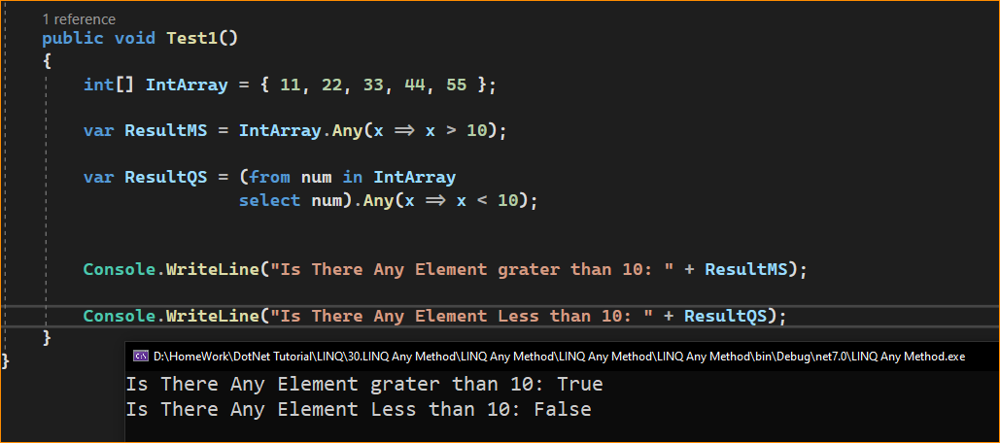 1 reference
public void Test1()
{
int[] IntArray = { 11, 22, 33, 44, 55 };
var ResultMS = IntArray.Any(x => x > 10);
var ResultQS = (from num in IntArray
select num).Any(x => x < 10);
Console.WriteLine("Is There Any Element grater than 10: " + ResultMS);
Console.WriteLine("Is There Any Element Less than 10: " + ResultQS);
}
}
D:\HomeWork\DotNet Tutorial\LINQ\30.LINQ Any Method\LINQ Any Method\LINQ Any Method\LINQ Any Method\bin\Debug\net7.0\LINQ Any Method.exe
Is There Any Element grater than 10: True
Is There Any Element Less than 10: False